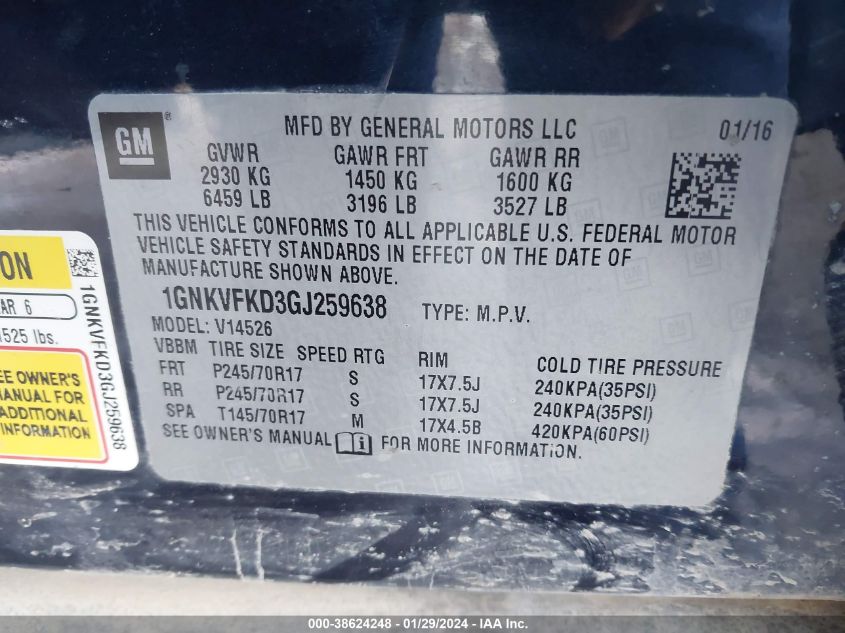 GM
®
MFD BY GENERAL MOTORS LLC
01/16
GVWR GAWR FRT GAWR RR
2930 KG 1450 KG 1600 KG
6459 LB 3196 LB 3527 LB
THIS VEHICLE CONFORMS TO ALL APPLICABLE U.S. FEDERAL MOTOR
VEHICLE SAFETY STANDARDS IN EFFECT ON THE DATE OF
MANUFACTURE SHOWN ABOVE.
1GNKVFKD3GJ259638 TYPE: M.P.V.
MODEL: V14526
VBBM TIRE SIZE SPEED RTG RIM COLD TIRE PRESSURE
FRT P245/70R17 S 17X7.5J 240KPA(35PSI)
RR P245/70R17 S 17X7.5J 240KPA(35PSI)
SPA T145/70R17 M 17X4.5B 420KPA(60PSI)
SEE OWNER'S MANUAL FOR MORE INFORMATION.
ON
AR 6
525 lbs.
EE OWNER'S
MANUAL FOR
ADDITIONAL
INFORMATION
1GNKVFKD3GJ259638
000-38624248 - 01/29/2024 - IAA Inc.